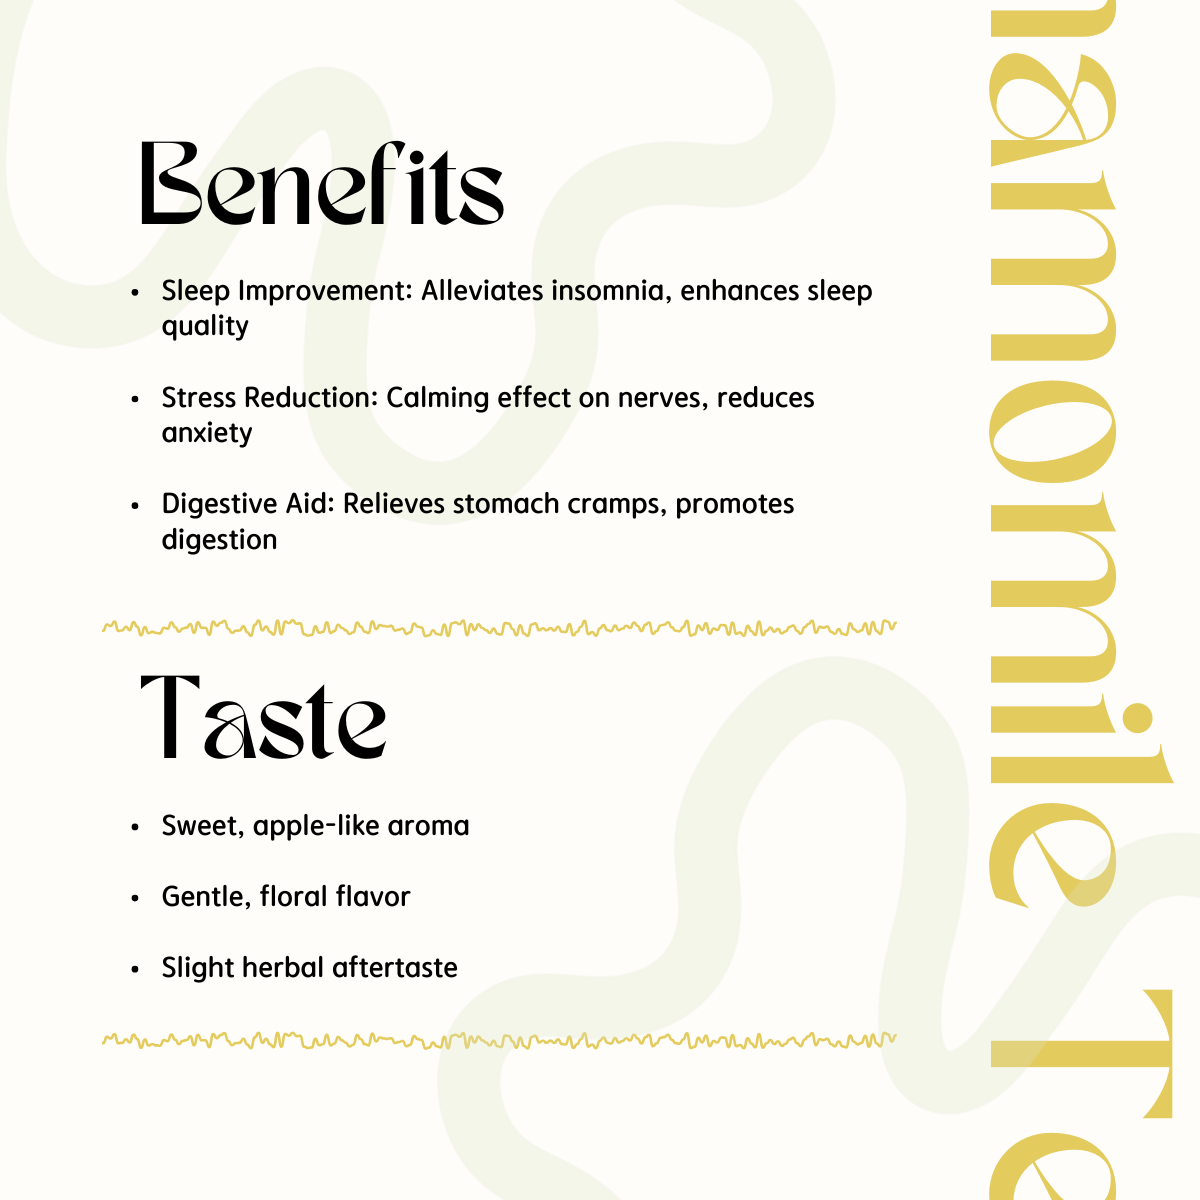 Benefits
• Sleep Improvement: Alleviates insomnia, enhances sleep
quality
• Stress Reduction: Calming effect on nerves, reduces
anxiety
• Digestive Aid: Relieves stomach cramps, promotes
digestion
Taste
• Sweet, apple-like aroma
• Gentle, floral flavor
• Slight herbal aftertaste
amomile Te